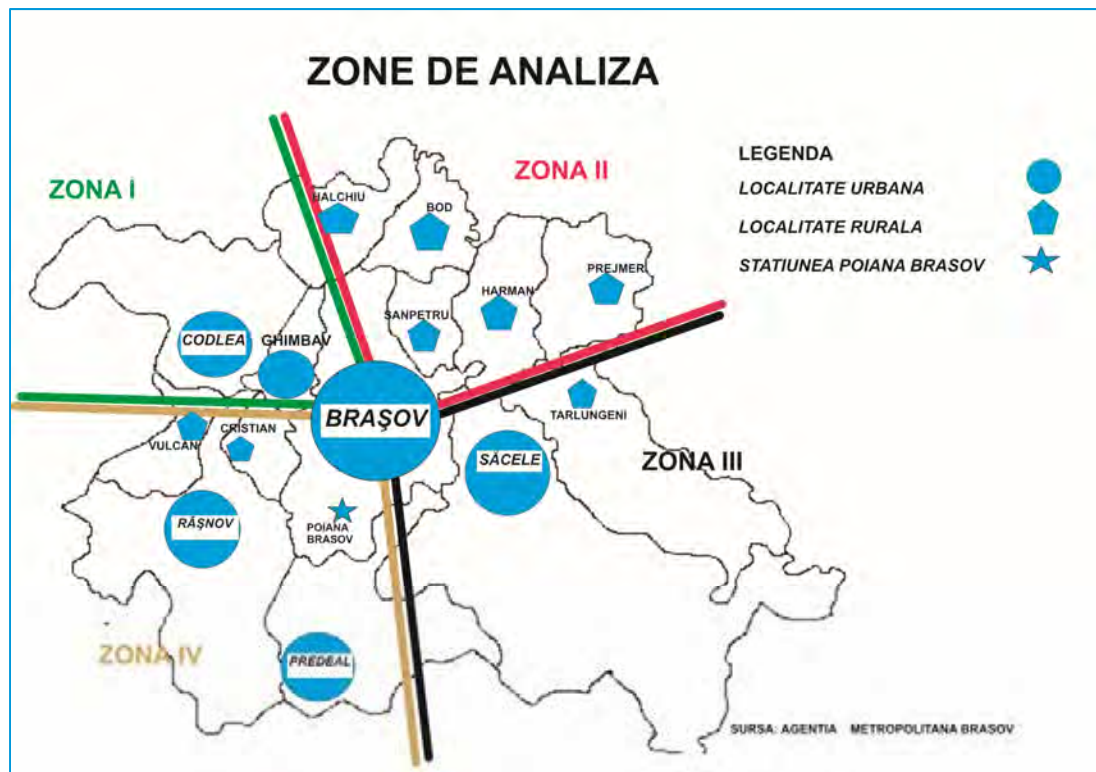 ZONE DE ANALIZA
ZONA I
ZONA II
LEGENDA
LOCALITATE URBANA
LOCALITATE RURALA
STATIUNEA POIANA BRASOV
HALCHIU
BOD
PREJMER
HARMAN
SANPETRU
CODLEA
GHIMBAV
BRAŞOV
TARLUNGENI
VULCAN
CRISTIAN
SĂCELE
ZONA III
RÂŞNOV
POIANA
BRASOV
ZONA IV
PREDEAL
SURSA: AGENTIA METROPOLITANA BRASOV